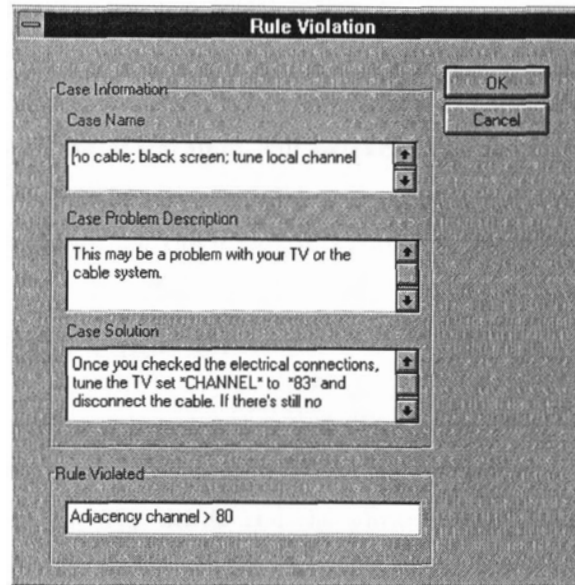 Rule Violation
OK
Cancel
Case Information
Case Name
no cable; black screen; tune local channel
Case Problem Description
This may be a problem with your TV or the
cable system.
Case Solution
Once you checked the electrical connections,
tune the TV set "CHANNEL" to "83" and
disconnect the cable. If there's still no
Rule Violated
Adjacency channel > 80